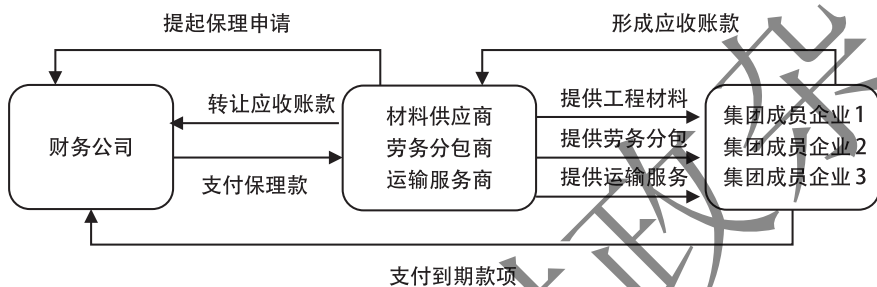 提起保理申请
形成应收账款
财务公司
转让应收账款
支付保理款
材料供应商
劳务分包商
运输服务商
提供工程材料
提供劳务分包
提供运输服务
集团成员企业1
集团成员企业2
集团成员企业3
支付到期款项
政杂